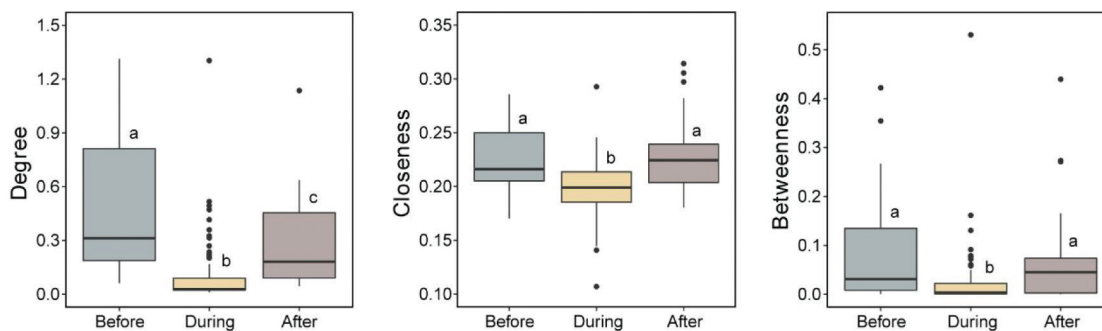 Degree
1.5
1.2
0.9
0.6
0.3
0.0
a
b
c
Before During After
Closeness
0.35
0.30
0.25
0.20
0.15
0.10
a
b
a
Before During After
Betweenness
0.5
0.4
0.3
0.2
0.1
0.0
a
b
a
Before During After